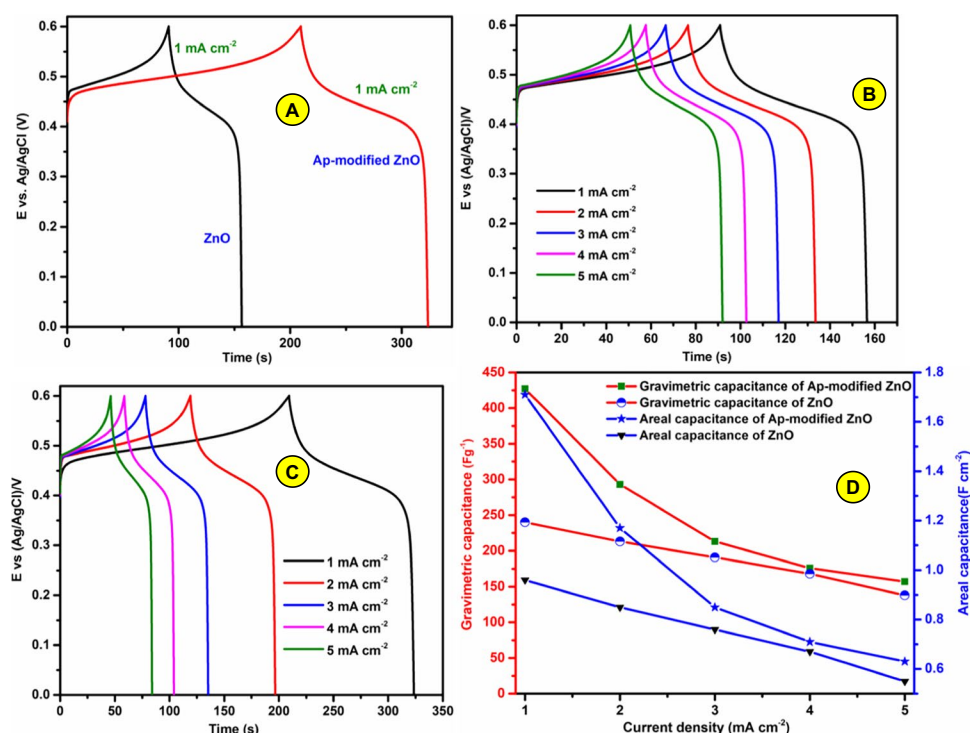 0.6
0.5
0.4
0.3
0.2
0.1
0.0
E vs. Ag/AgCl (V)
1 mA cm-2
1 mA cm-2
A
Ap-modified ZnO
ZnO
0
100
200
300
Time (s)
0.6
0.5
0.4
0.3
0.2
0.1
0.0
E vs (Ag/AgCl)/V
B
1 mA cm-2
2 mA cm-2
3 mA cm-2
4 mA cm-2
5 mA cm-2
0
20
40
60
80
100
120
140
160
Time (s)
0.6
0.5
0.4
0.3
0.2
0.1
0.0
E vs (Ag/AgCl)/V
C
1 mA cm-2
2 mA cm-2
3 mA cm-2
4 mA cm-2
5 mA cm-2
0
50
100
150
200
250
300
350
Time (s)
450
425
400
375
350
325
300
275
250
225
200
175
150
125
100
75
50
25
0
Gravimetric capacitance (Fg-1)
Gravimetric capacitance of Ap-modified ZnO
Gravimetric capacitance of ZnO
Areal capacitance of Ap-modified ZnO
Areal capacitance of ZnO
D
1.8
1.6
1.4
1.2
1.0
0.8
0.6
Areal capacitance(F cm-2)
1
2
3
4
5
Current density (mA cm-2)